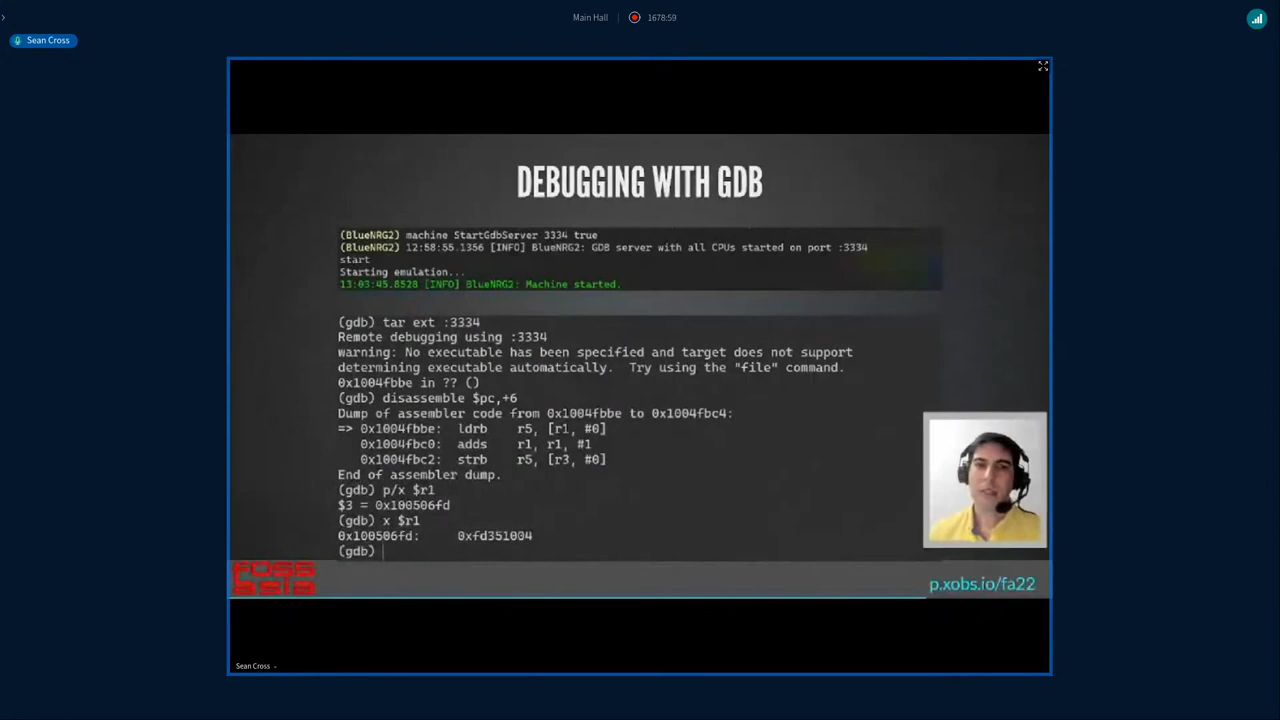 Main Hall
1678:59
Sean Cross
DEBUGGING WITH GDB
(BlueNRG2) machine StartGdbServer 3334 true
(BlueNRG2) 12:58:55.1356 [INFO] BlueNRG2: GDB server with all CPUs started on port :3334
start
Starting emulation...
13:03:45.8528 [INFO] BlueNRG2: Machine started.
(gdb) tar ext :3334
Remote debugging using :3334
warning: No executable has been specified and target does not support
determining executable automatically.  Try using the "file" command.
0x1004fbbe in ?? ()
(gdb) disassemble $pc,+6
Dump of assembler code from 0x1004fbbe to 0x1004fbc4:
=> 0x1004fbbe:  ldrb    r5, [r1, #0]
   0x1004fbc0:  adds    r1, r1, #1
   0x1004fbc2:  strb    r5, [r3, #0]
End of assembler dump.
(gdb) p/x $r1
$3 = 0x100506fd
(gdb) x $r1
0x100506fd:     0xfd351004
(gdb)
FOSS
asia
p.xobs.io/fa22
Sean Cross